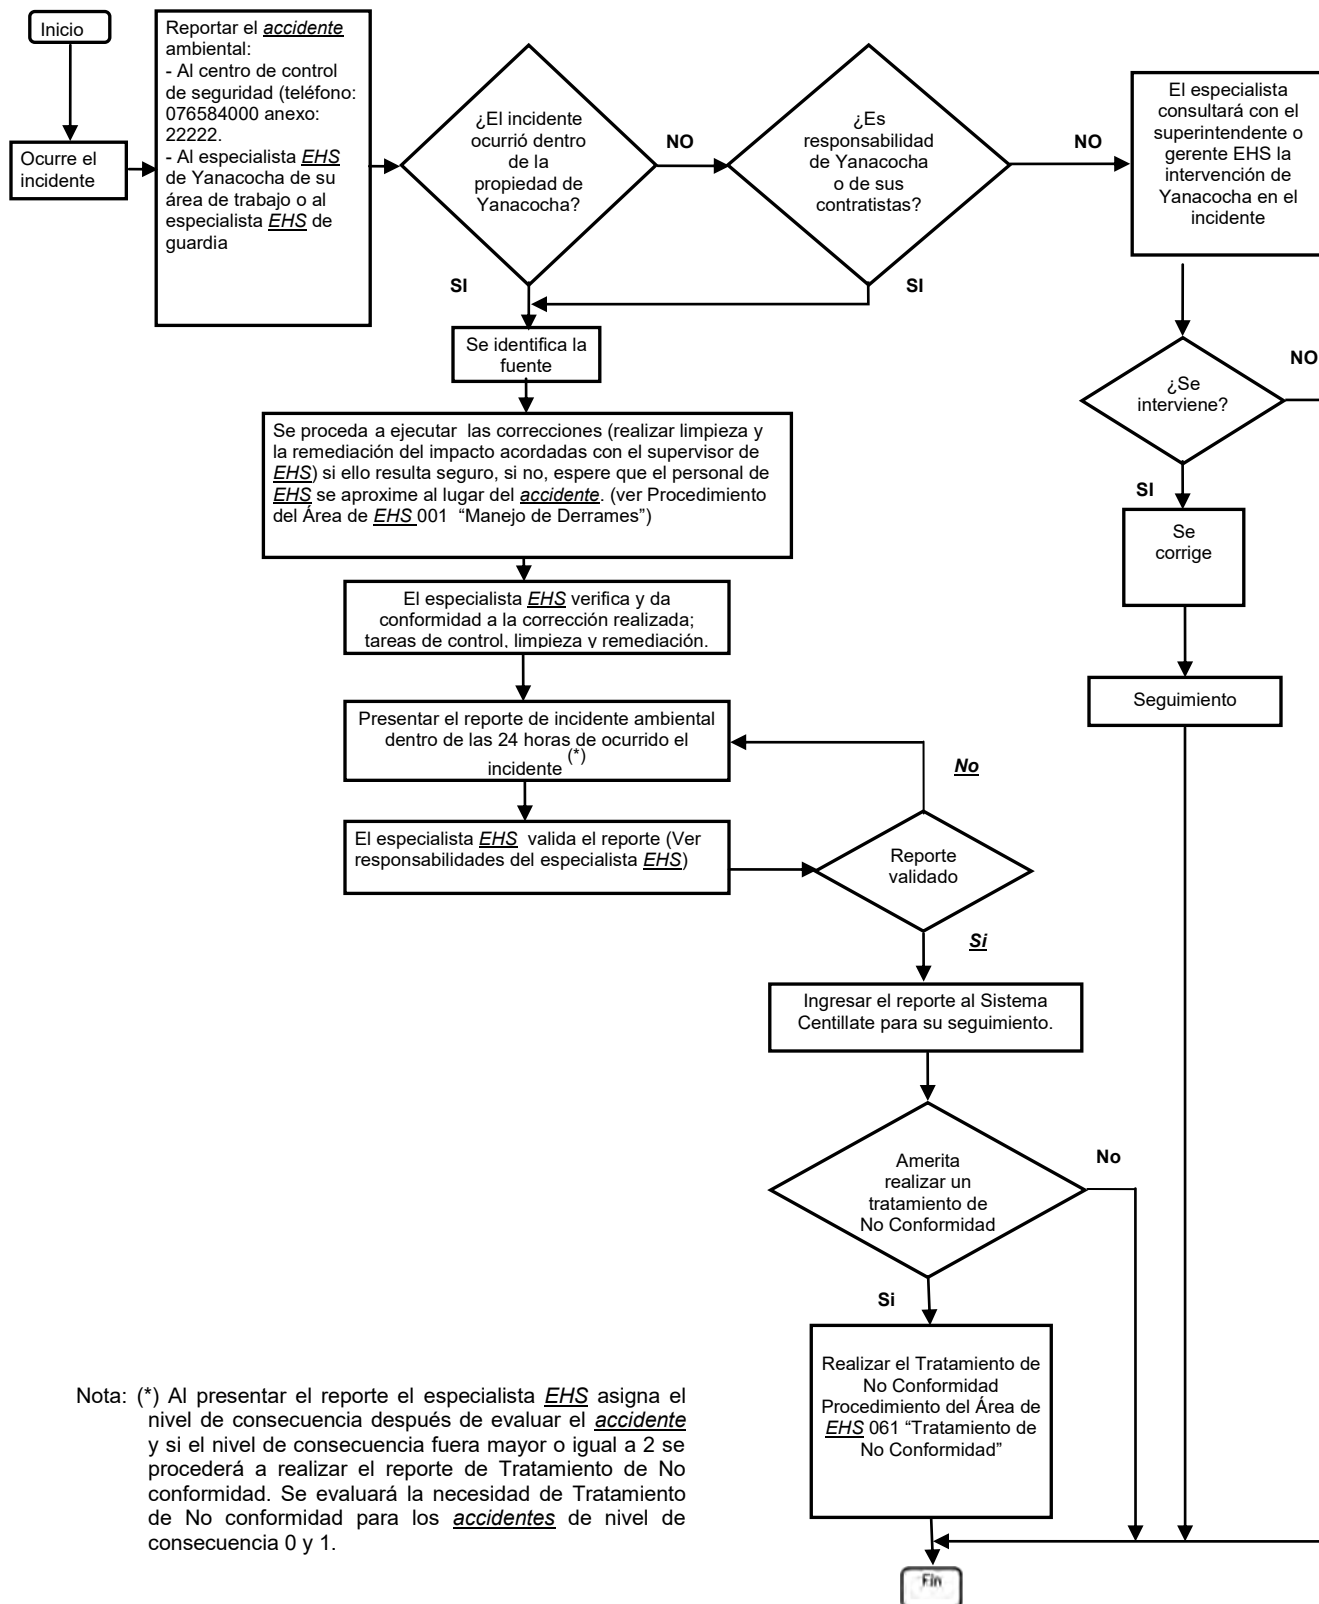 Inicio
Ocurre el
incidente
Reportar el accidente
ambiental:
- Al centro de control
de seguridad (teléfono:
076584000 anexo:
22222.
- Al especialista EHS
de Yanacocha de su
área de trabajo o al
especialista EHS de
guardia
¿El incidente
ocurrió dentro
de la
propiedad de
Yanacocha?
NO
SI
¿Es
responsabilidad
de Yanacocha
o de sus
contratistas?
NO
SI
El especialista
consultará con el
superintendente o
gerente EHS la
intervención de
Yanacocha en el
incidente
¿Se
interviene?
NO
SI
Se
corrige
Seguimiento
Se identifica la
fuente
Se proceda a ejecutar las correcciones (realizar limpieza y
la remediación del impacto acordadas con el supervisor de
EHS) si ello resulta seguro, si no, espere que el personal de
EHS se aproxime al lugar del accidente. (ver Procedimiento
del Área de EHS 001 “Manejo de Derrames”)
El especialista EHS verifica y da
conformidad a la corrección realizada;
tareas de control, limpieza y remediación.
Presentar el reporte de incidente ambiental
dentro de las 24 horas de ocurrido el
incidente (*)
El especialista EHS valida el reporte (Ver
responsabilidades del especialista EHS)
Reporte
validado
No
Si
Ingresar el reporte al Sistema
Centillate para su seguimiento.
Amerita
realizar un
tratamiento de
No Conformidad
No
Si
Realizar el Tratamiento de
No Conformidad
Procedimiento del Área de
EHS 061 “Tratamiento de
No Conformidad”
Fin
Nota: (*) Al presentar el reporte el especialista EHS asigna el
nivel de consecuencia después de evaluar el accidente
y si el nivel de consecuencia fuera mayor o igual a 2 se
procederá a realizar el reporte de Tratamiento de No
conformidad. Se evaluará la necesidad de Tratamiento
de No conformidad para los accidentes de nivel de
consecuencia 0 y 1.